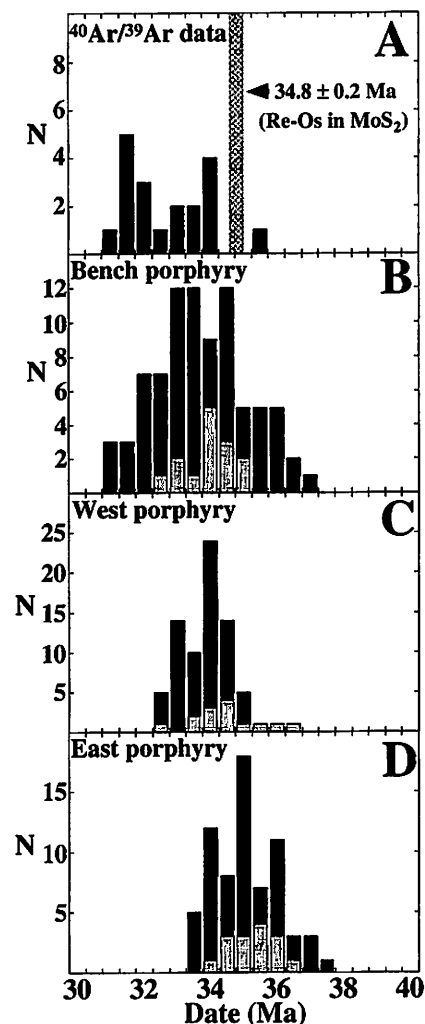 ⁴⁰Ar/³⁹Ar data
A
34.8 ± 0.2 Ma
(Re-Os in MoS₂)
N
8
6
4
2
Bench porphyry
B
12
10
8
6
4
2
N
West porphyry
C
25
20
15
10
5
N
East porphyry
D
15
10
5
N
30 34 36 38 40
Date (Ma)